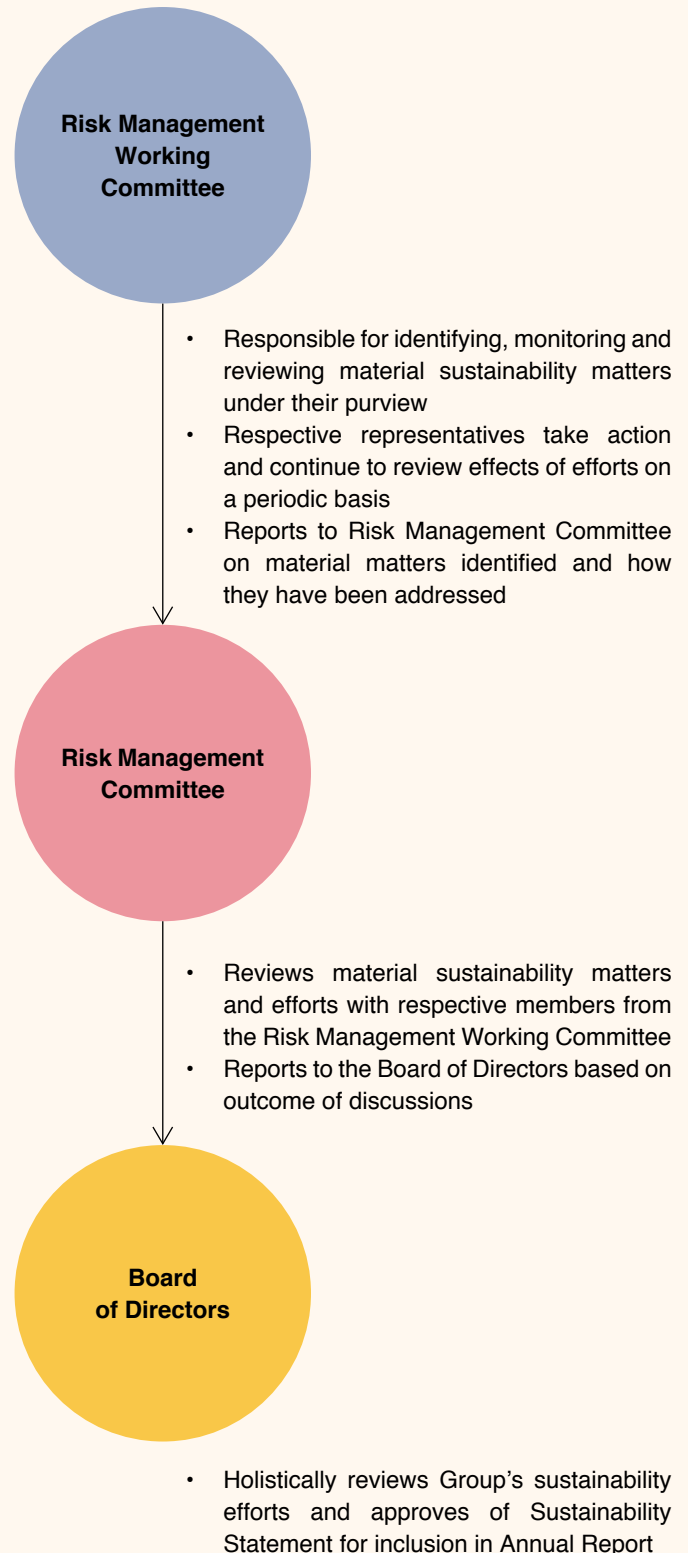 Risk Management
Working
Committee
• Responsible for identifying, monitoring and
reviewing material sustainability matters
under their purview
• Respective representatives take action
and continue to review effects of efforts on
a periodic basis
• Reports to Risk Management Committee
on material matters identified and how
they have been addressed
Risk Management
Committee
• Reviews material sustainability matters
and efforts with respective members from
the Risk Management Working Committee
• Reports to the Board of Directors based on
outcome of discussions
Board
of Directors
• Holistically reviews Group's sustainability
efforts and approves of Sustainability
Statement for inclusion in Annual Report